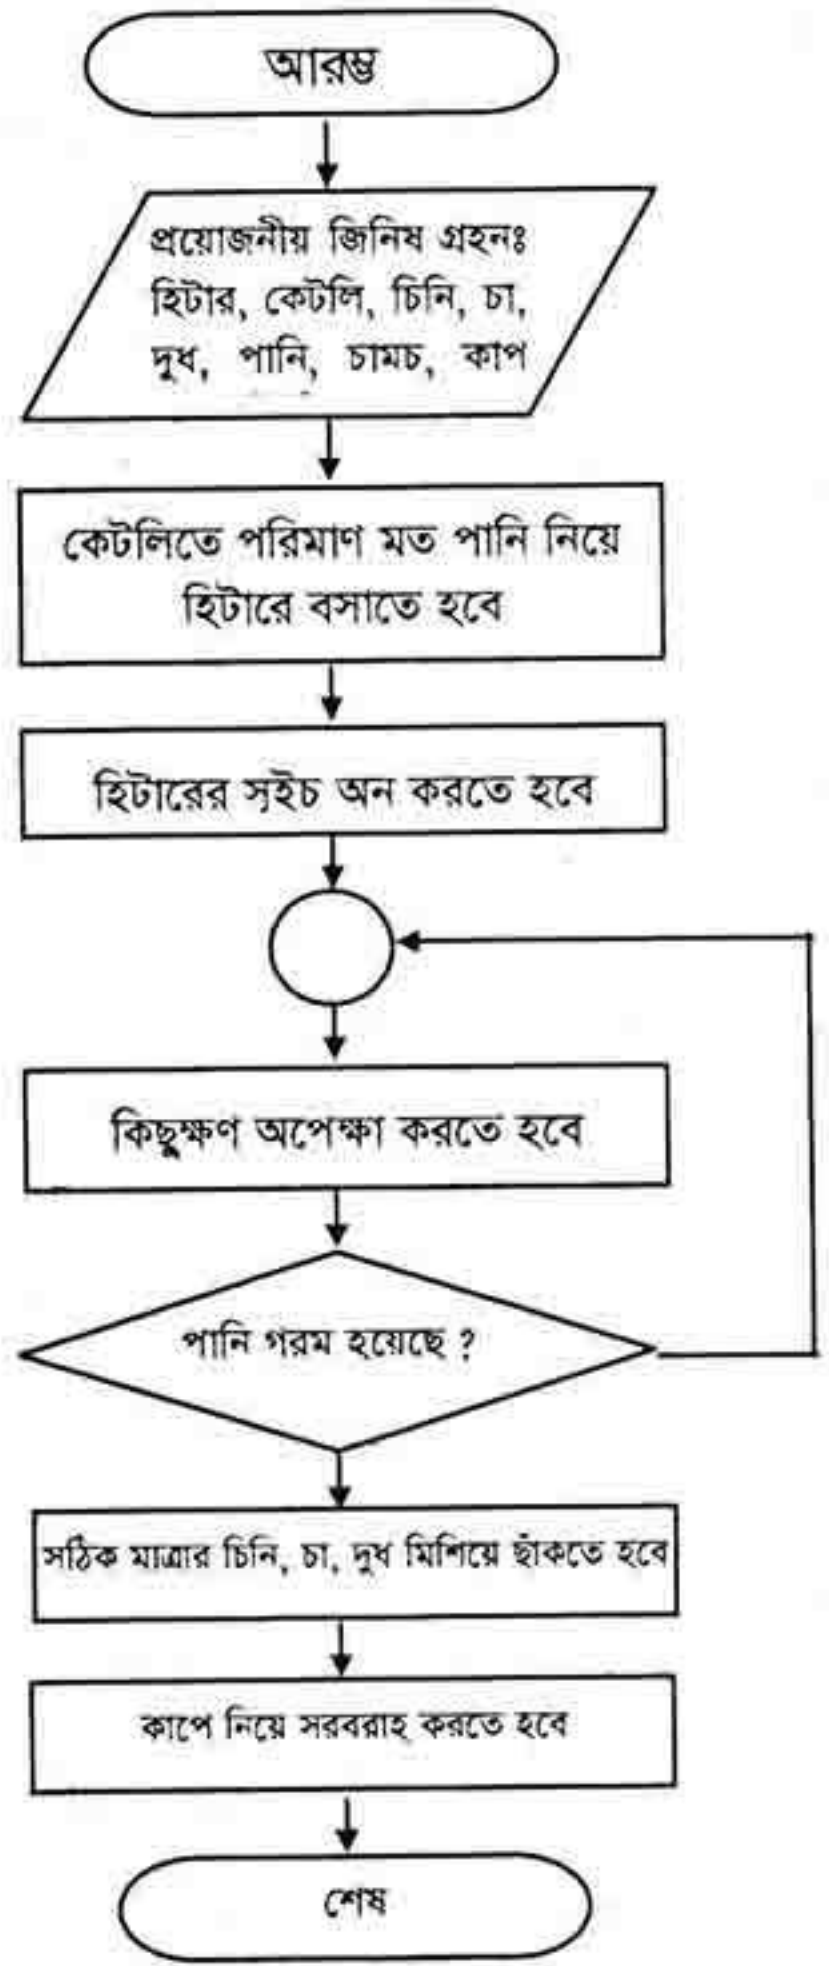 আরম্ভ
প্রয়োজনীয় জিনিষ গ্রহনঃ
হিটার, কেটলি, চিনি, চা,
দুধ, পানি, চামচ, কাপ
কেটলিতে পরিমাণ মত পানি নিয়ে
হিটারে বসাতে হবে
হিটারের সুইচ অন করতে হবে
কিছুক্ষণ অপেক্ষা করতে হবে
পানি গরম হয়েছে ?
সঠিক মাত্রার চিনি, চা, দুধ মিশিয়ে ছাঁকতে হবে
কাপে নিয়ে সরবরাহ করতে হবে
শেষ